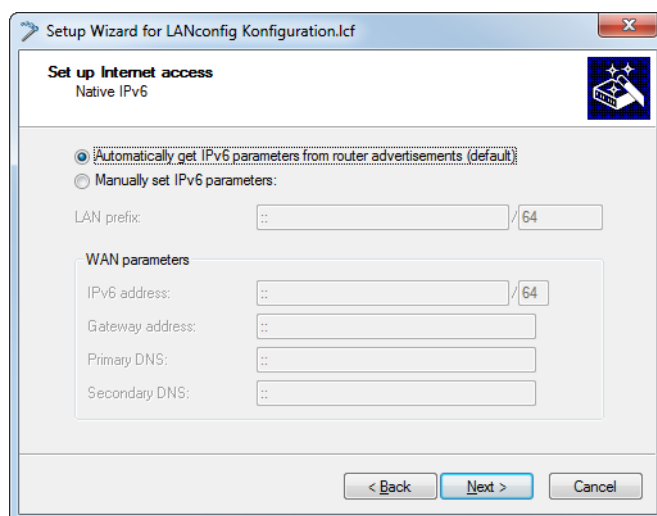 Setup Wizard for LANconfig Konfiguration.lcf
Set up Internet access
Native IPv6
Automatically get IPv6 parameters from router advertisements (default)
Manually set IPv6 parameters:
LAN prefix: :: / 64
WAN parameters
IPv6 address: :: / 64
Gateway address: ::
Primary DNS: ::
Secondary DNS: ::
< Back Next > Cancel